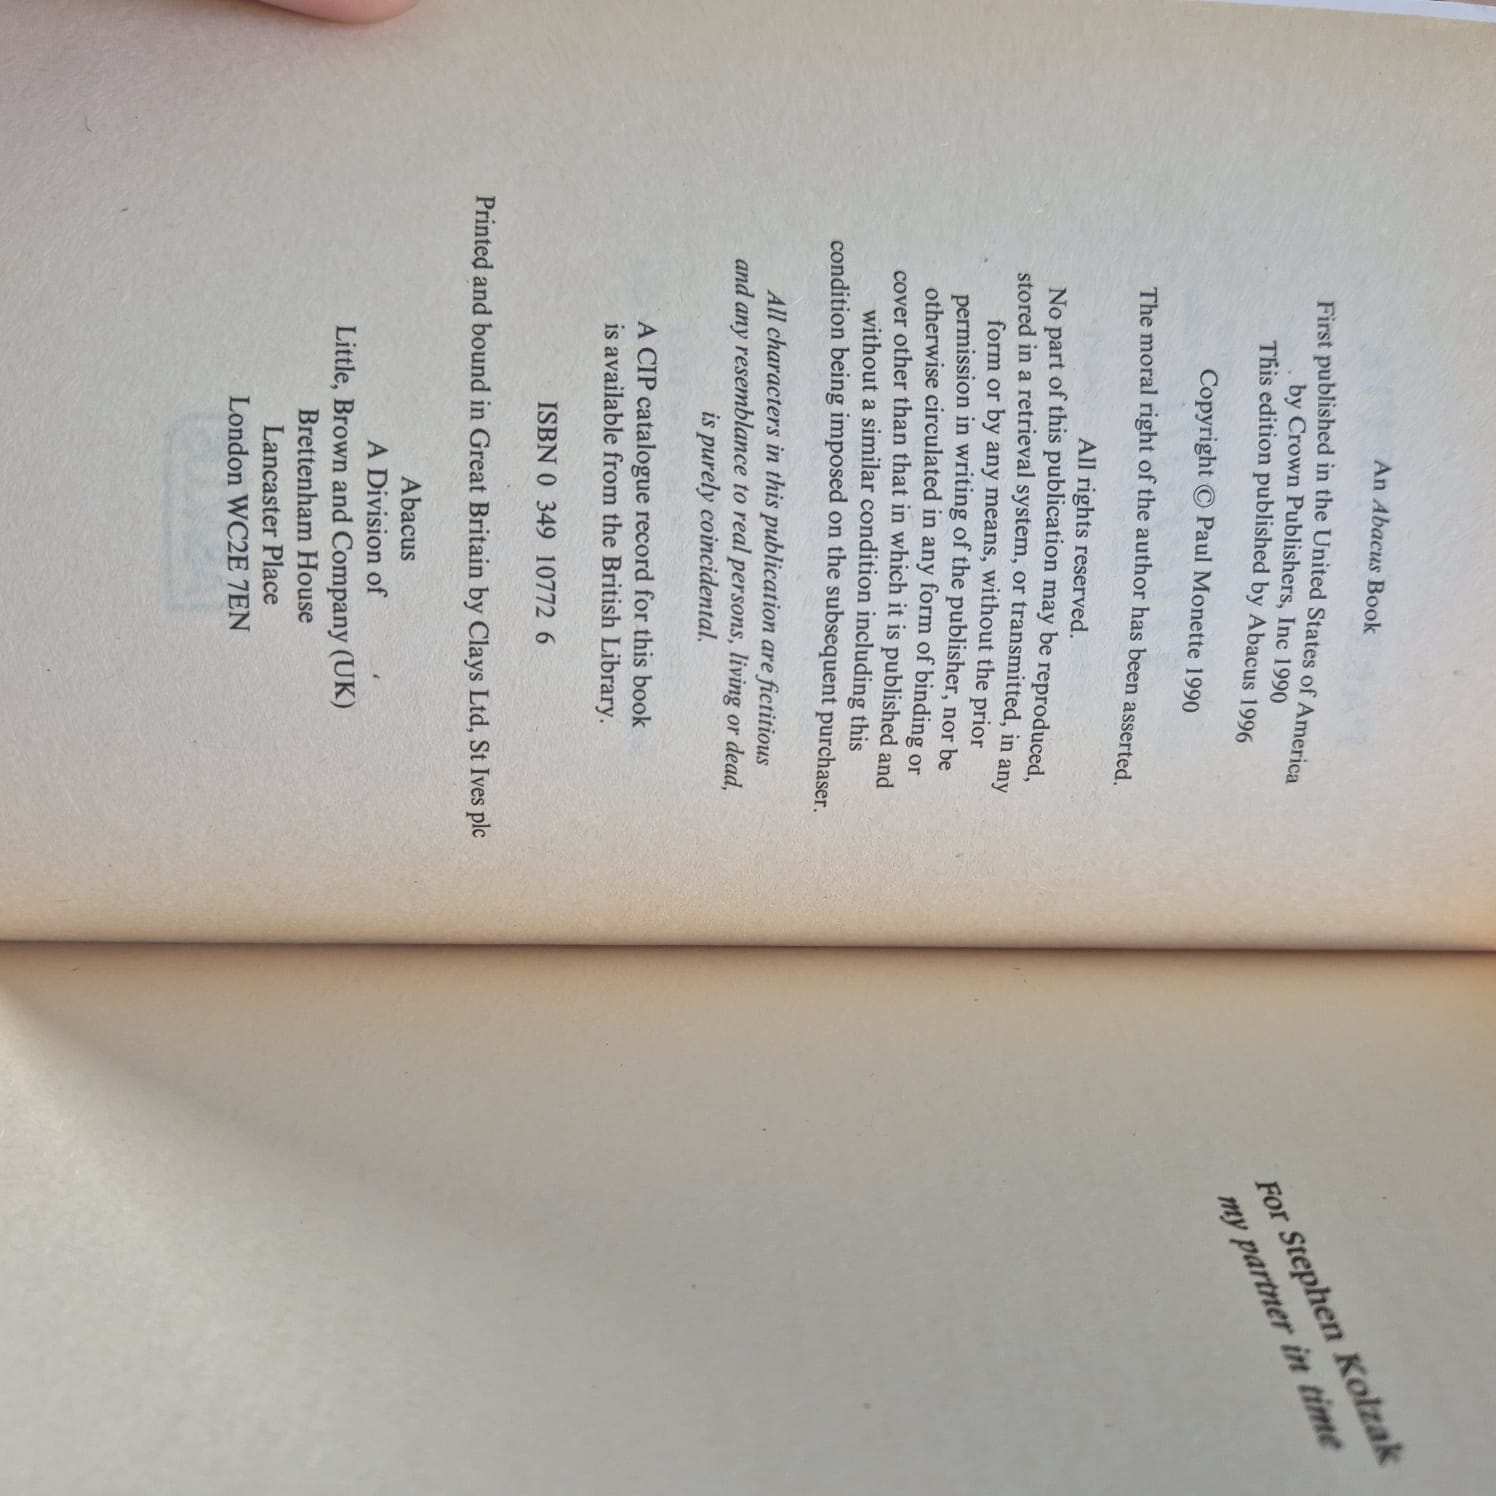 An Abacus Book
First published in the United States of America
by Crown Publishers, Inc 1990
This edition published by Abacus 1996
Copyright © Paul Monette 1990
The moral right of the author has been asserted.
All rights reserved.
No part of this publication may be reproduced,
stored in a retrieval system, or transmitted, in any
form or by any means, without the prior
permission in writing of the publisher, nor be
otherwise circulated in any form of binding or
cover other than that in which it is published and
without a similar condition including this
condition being imposed on the subsequent purchaser.
All characters in this publication are fictitious
and any resemblance to real persons, living or dead,
is purely coincidental.
A CIP catalogue record for this book
is available from the British Library.
ISBN 0 349 10772 6
Printed and bound in Great Britain by Clays Ltd, St Ives plc
Abacus
A Division of
Little, Brown and Company (UK)
Brettenham House
Lancaster Place
London WC2E 7EN
For Stephen Kolzak
my partner in time